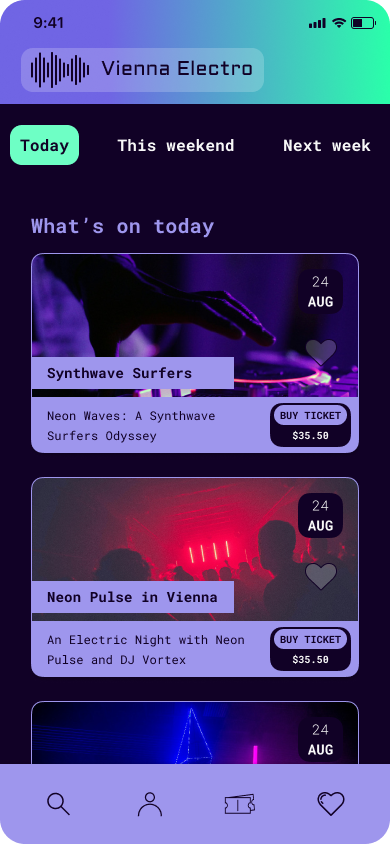 9:41
Vienna Electro
Today This weekend Next week
What’s on today
24
AUG
Synthwave Surfers
Neon Waves: A Synthwave
Surfers Odyssey
BUY TICKET
$35.50
24
AUG
Neon Pulse in Vienna
An Electric Night with Neon
Pulse and DJ Vortex
BUY TICKET
$35.50
24
AUG